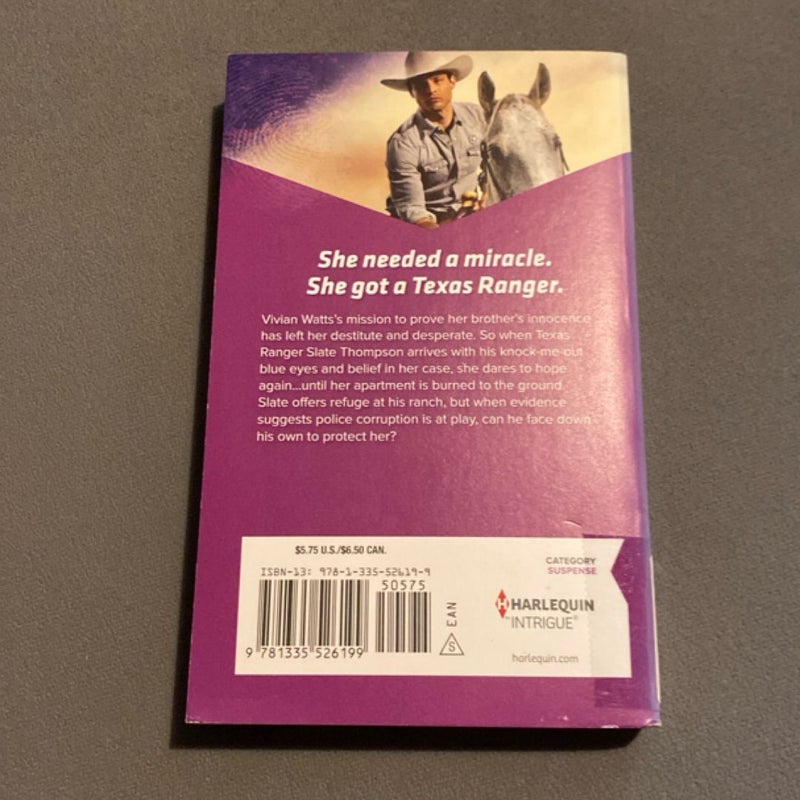 She needed a miracle.
She got a Texas Ranger.
Vivian Watts's mission to prove her brother's innocence
has left her destitute and desperate. So when Texas
Ranger Slate Thompson arrives with his knock-me-out
blue eyes and belief in her case, she dares to hope
again...until her apartment is burned to the ground.
Slate offers refuge at his ranch, but when evidence
suggests police corruption is at play, can he face down
his own to protect her?
$5.75 U.S./$6.50 CAN.
ISBN-13: 978-1-335-52619-9
50575
9 781335 526199
EAN
S
CATEGORY
SUSPENSE
H HARLEQUIN
™INTRIGUE®
harlequin.com